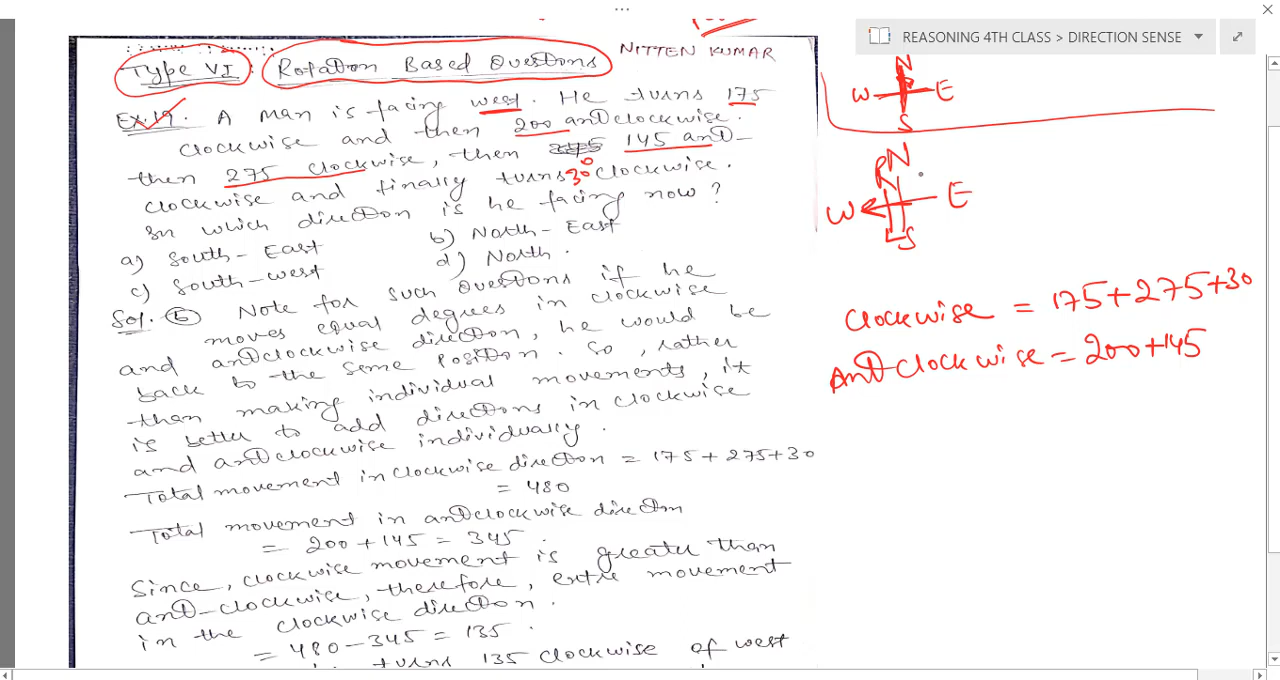 REASONING 4TH CLASS > DIRECTION SENSE
Type VI Rotation Based Questions NITTEN KUMAR
Ex.19. A man is facing west. He turns 175
clockwise and then 200 anticlockwise.
then 275 clockwise, then 145 anti-
clockwise and finally turns 30° clockwise.
In which direction is he facing now?
a) South-East b) North-East
c) South-west d) North.
Sol. (b) Note for such questions if he
moves equal degrees in clockwise
and anticlockwise direction, he would be
back to the same position. So, rather
than making individual movements, it
is better to add directions in clockwise
and anticlockwise individually.
Total movement in clockwise direction = 175+275+30
= 480
Total movement in anticlockwise direction
= 200+145 = 345.
Since, clockwise movement is greater than
anti-clockwise, therefore, entire movement
in the clockwise direction.
= 480-345 = 135.
turns 135 clockwise of west
N
W E
S
R N
W E
L S
Clockwise = 175+275+30
Anticlockwise = 200+145